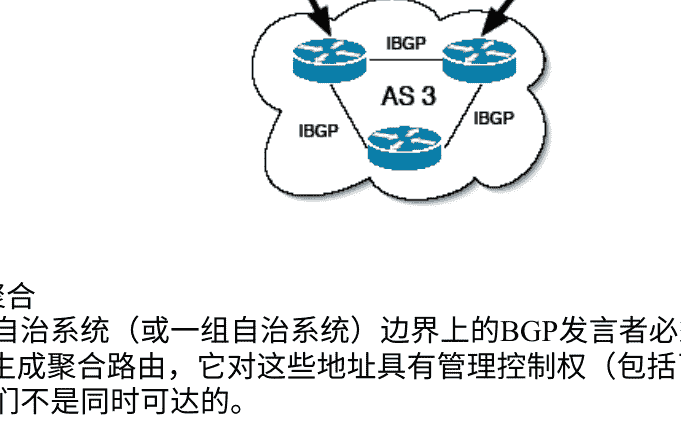 IBGP
AS 3
IBGP
IBGP
聚合
自治系统（或一组自治系统）边界上的BGP发言者必
生成聚合路由，它对这些地址具有管理控制权（包括
们不是同时可达的。